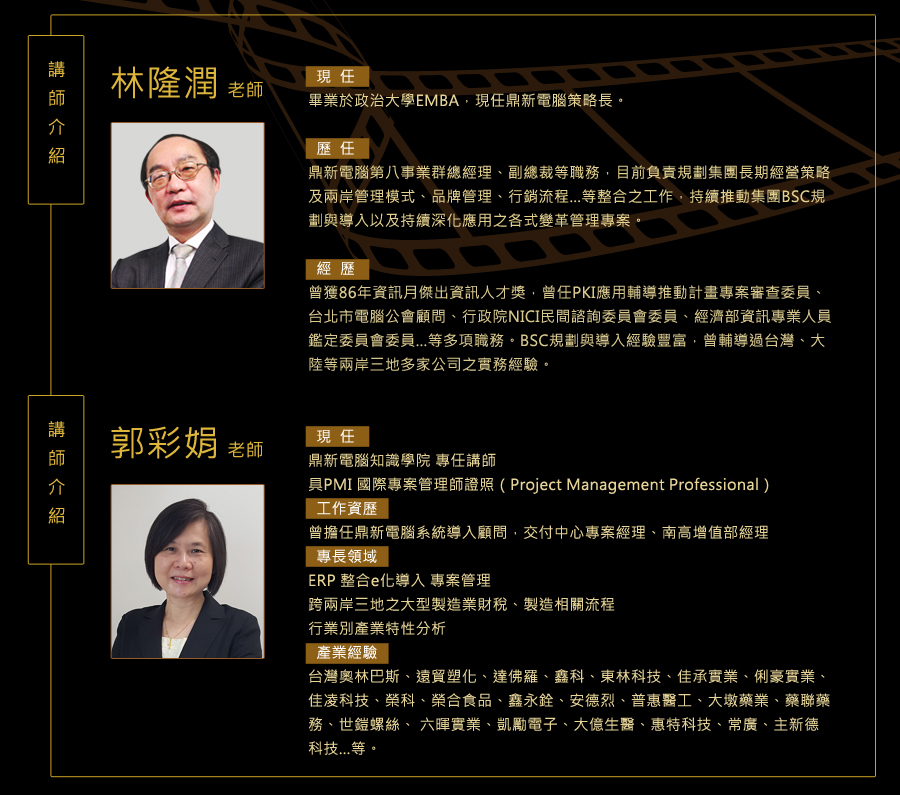 講師介紹
林隆潤 老師
現 任
畢業於政治大學EMBA，現任鼎新電腦策略長。
歷 任
鼎新電腦第八事業群總經理、副總裁等職務，目前負責規劃集團長期經營策略
及兩岸管理模式、品牌管理、行銷流程...等整合之工作，持續推動集團BSC規
劃與導入以及持續深化應用之各式變革管理專案。
經 歷
曾獲86年資訊月傑出資訊人才獎，曾任PKI應用輔導推動計畫專案審查委員、
台北市電腦公會顧問、行政院NICI民間諮詢委員會委員、經濟部資訊專業人員
鑑定委員會委員...等多項職務。BSC規劃與導入經驗豐富，曾輔導過台灣、大
陸等兩岸三地多家公司之實務經驗。
講師介紹
郭彩娟 老師
現 任
鼎新電腦知識學院 專任講師
具PMI 國際專案管理師證照 ( Project Management Professional )
工作資歷
曾擔任鼎新電腦系統導入顧問，交付中心專案經理、南高增值部經理
專長領域
ERP 整合e化導入 專案管理
跨兩岸三地之大型製造業財稅、製造相關流程
行業別產業特性分析
產業經驗
台灣奧林巴斯、遠貿塑化、達佛羅、鑫科、東林科技、佳承實業、俐豪實業、
佳凌科技、榮科、榮合食品、鑫永銓、安德烈、普惠醫工、大墩藥業、藥聯藥
務、世鎧螺絲、 六暉實業、凱勵電子、大億生醫、惠特科技、常廣、主新德
科技...等。